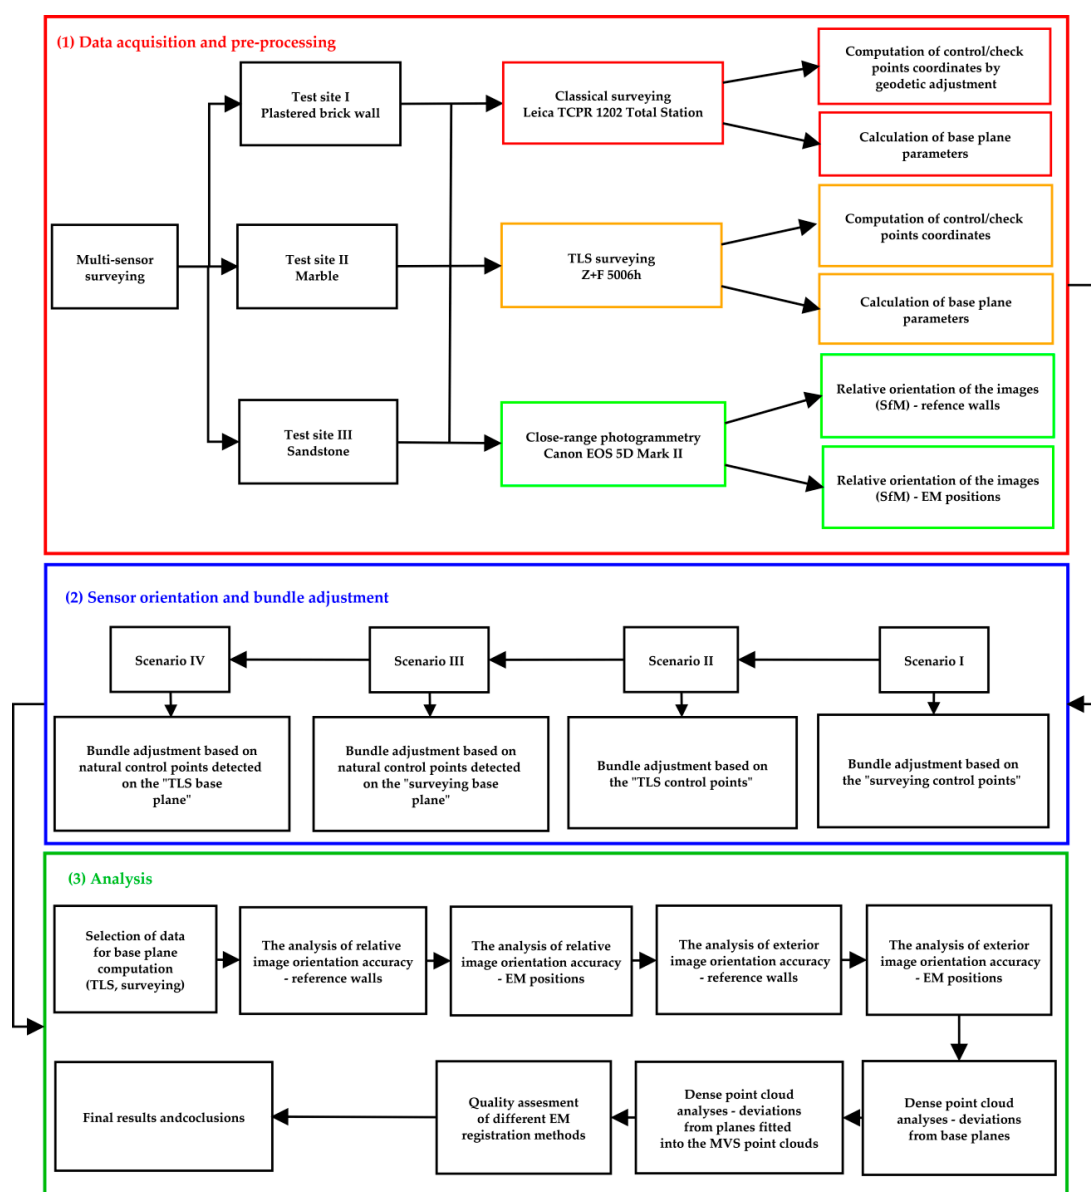 (1) Data acquisition and pre-processing
Multi-sensor
surveying
Test site I
Plastered brick wall
Test site II
Marble
Test site III
Sandstone
Classical surveying
Leica TCPR 1202 Total Station
TLS surveying
Z+F 5006h
Close-range photogrammetry
Canon EOS 5D Mark II
Computation of control/check
points coordinates by
geodetic adjustment
Calculation of base plane
parameters
Computation of control/check
points coordinates
Calculation of base plane
parameters
Relative orientation of the images
(SfM) - refence walls
Relative orientation of the images
(SfM) - EM positions
(2) Sensor orientation and bundle adjustment
Scenario IV
Scenario III
Scenario II
Scenario I
Bundle adjustment based on
natural control points detected
on the "TLS base
plane"
Bundle adjustment based on
natural control points detected
on the "surveying base
plane"
Bundle adjustment based on
the "TLS control points"
Bundle adjustment based on
the "surveying control points"
(3) Analysis
Selection of data
for base plane
computation
(TLS, surveying)
The analysis of relative
image orientation accuracy
- reference walls
The analysis of relative
image orientation accuracy
- EM positions
The analysis of exterior
image orientation accuracy
- reference walls
The analysis of exterior
image orientation accuracy
- EM positions
Final results andcoclusions
Quality assesment
of different EM
registration methods
Dense point cloud
analyses - deviations
from planes fitted
into the MVS point clouds
Dense point cloud
analyses - deviations
from base planes